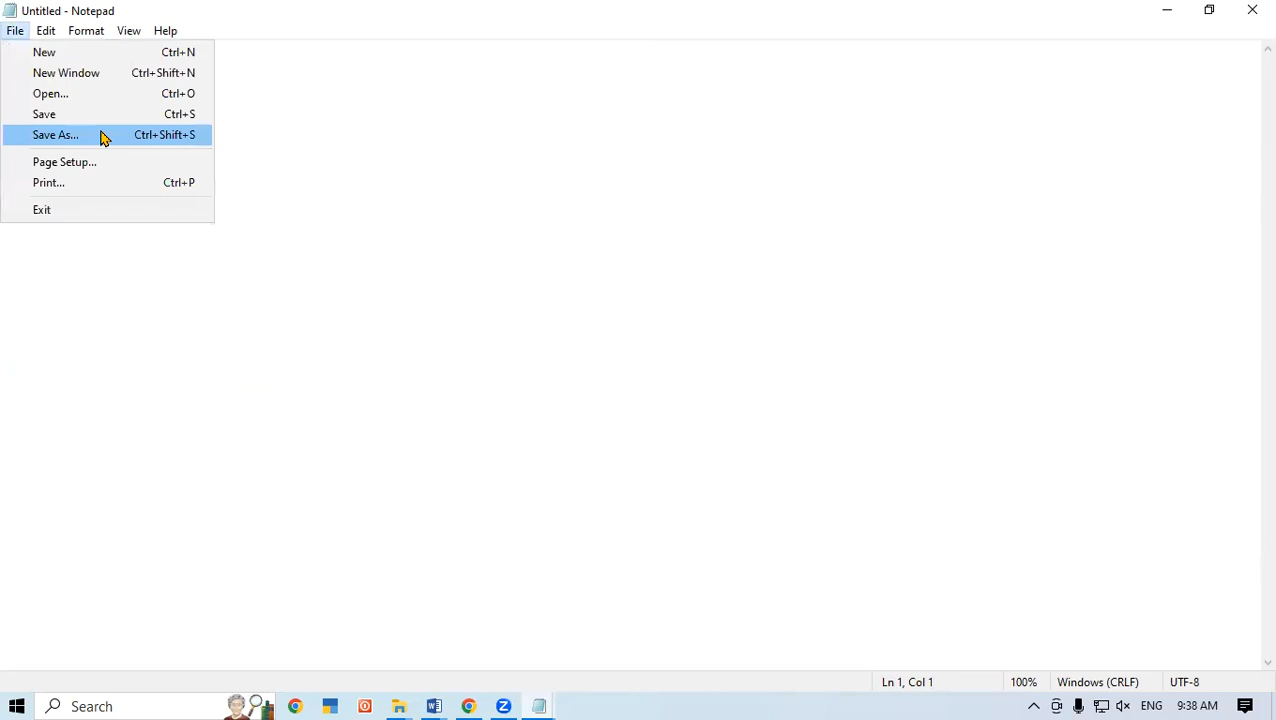 Untitled - Notepad
File Edit Format View Help
New Ctrl+N
New Window Ctrl+Shift+N
Open... Ctrl+O
Save Ctrl+S
Save As... Ctrl+Shift+S
Page Setup...
Print... Ctrl+P
Exit
Ln 1, Col 1 100% Windows (CRLF) UTF-8
Search ENG 9:38 AM